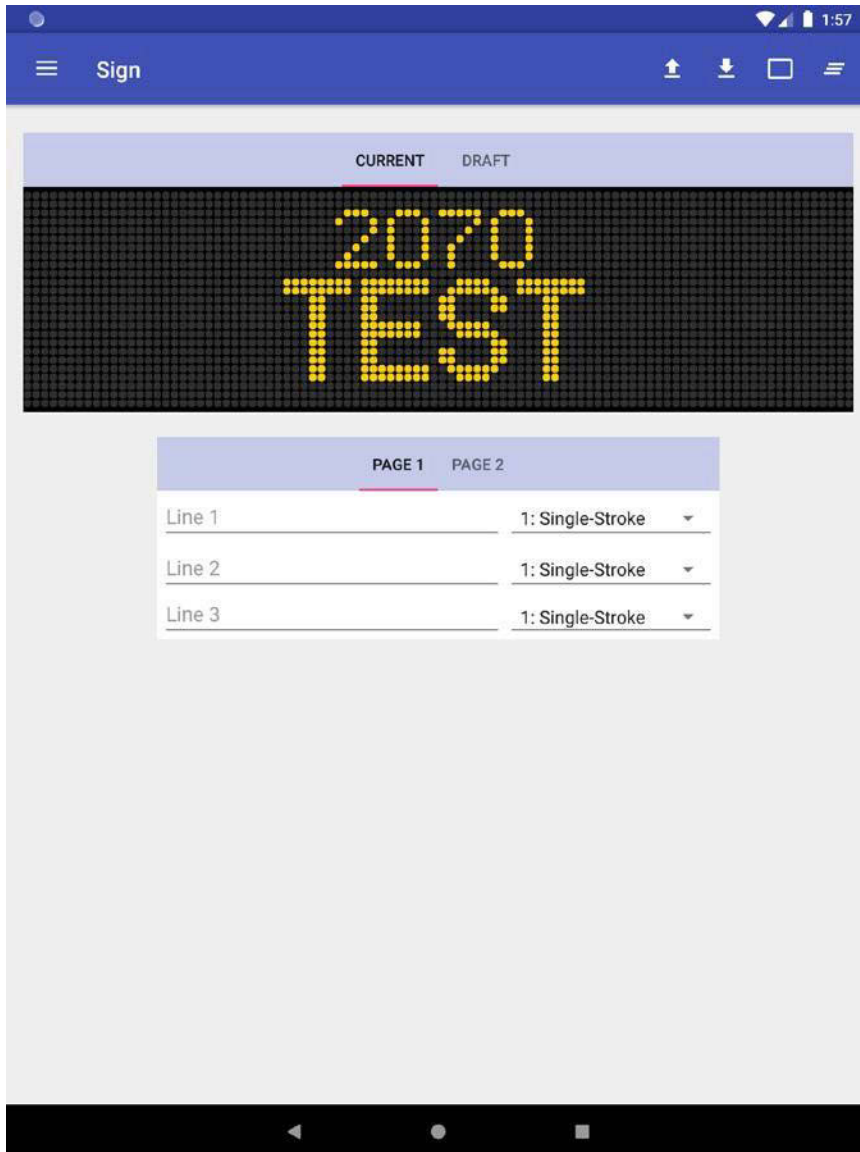 1:57
Sign
CURRENT DRAFT
2070
TEST
PAGE 1 PAGE 2
Line 1 1: Single-Stroke
Line 2 1: Single-Stroke
Line 3 1: Single-Stroke